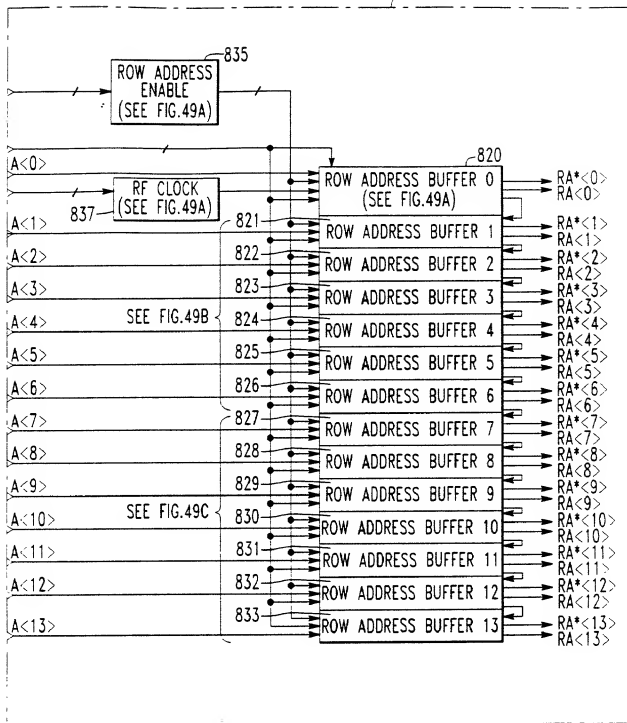 835
ROW ADDRESS
ENABLE
(SEE FIG.49A)
820
A<0>
ROW ADDRESS BUFFER 0
(SEE FIG.49A)
RA*<0>
RA<0>
RF CLOCK
(SEE FIG.49A)
837
A<1>
821
ROW ADDRESS BUFFER 1
RA*<1>
RA<1>
A<2>
822
ROW ADDRESS BUFFER 2
RA*<2>
RA<2>
A<3>
823
ROW ADDRESS BUFFER 3
RA*<3>
RA<3>
SEE FIG.49B
A<4>
824
ROW ADDRESS BUFFER 4
RA*<4>
RA<4>
A<5>
825
ROW ADDRESS BUFFER 5
RA*<5>
RA<5>
A<6>
826
ROW ADDRESS BUFFER 6
RA*<6>
RA<6>
A<7>
827
ROW ADDRESS BUFFER 7
RA*<7>
RA<7>
A<8>
828
ROW ADDRESS BUFFER 8
RA*<8>
RA<8>
A<9>
829
ROW ADDRESS BUFFER 9
RA*<9>
RA<9>
SEE FIG.49C
A<10>
830
ROW ADDRESS BUFFER 10
RA*<10>
RA<10>
A<11>
831
ROW ADDRESS BUFFER 11
RA*<11>
RA<11>
A<12>
832
ROW ADDRESS BUFFER 12
RA*<12>
RA<12>
A<13>
833
ROW ADDRESS BUFFER 13
RA*<13>
RA<13>